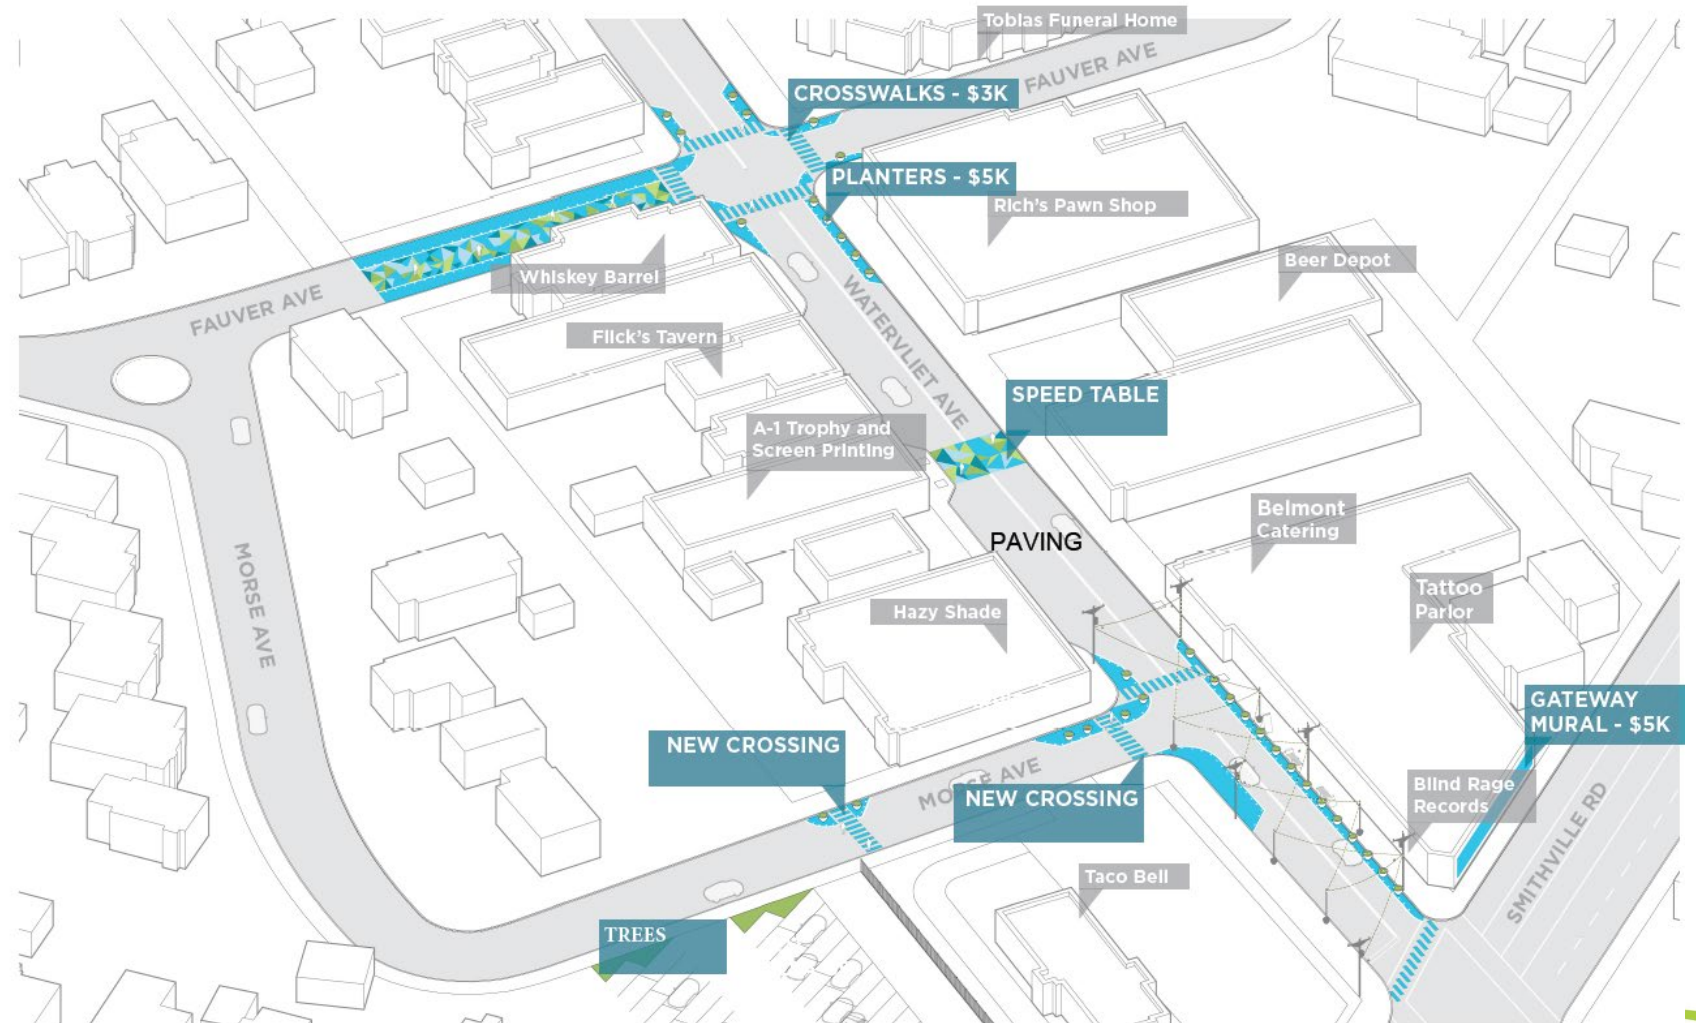 Tobias Funeral Home
FAUVER AVE
CROSSWALKS - $3K
PLANTERS - $5K
Rich's Pawn Shop
Beer Depot
Whiskey Barrel
FAUVER AVE
Flick's Tavern
WATERVLIET AVE
SPEED TABLE
A-1 Trophy and
Screen Printing
Belmont
Catering
PAVING
MORSE AVE
Hazy Shade
Tattoo
Parlor
GATEWAY
MURAL - $5K
NEW CROSSING
MORSE AVE
NEW CROSSING
Blind Rage
Records
SMITHVILLE RD
Taco Bell
TREES